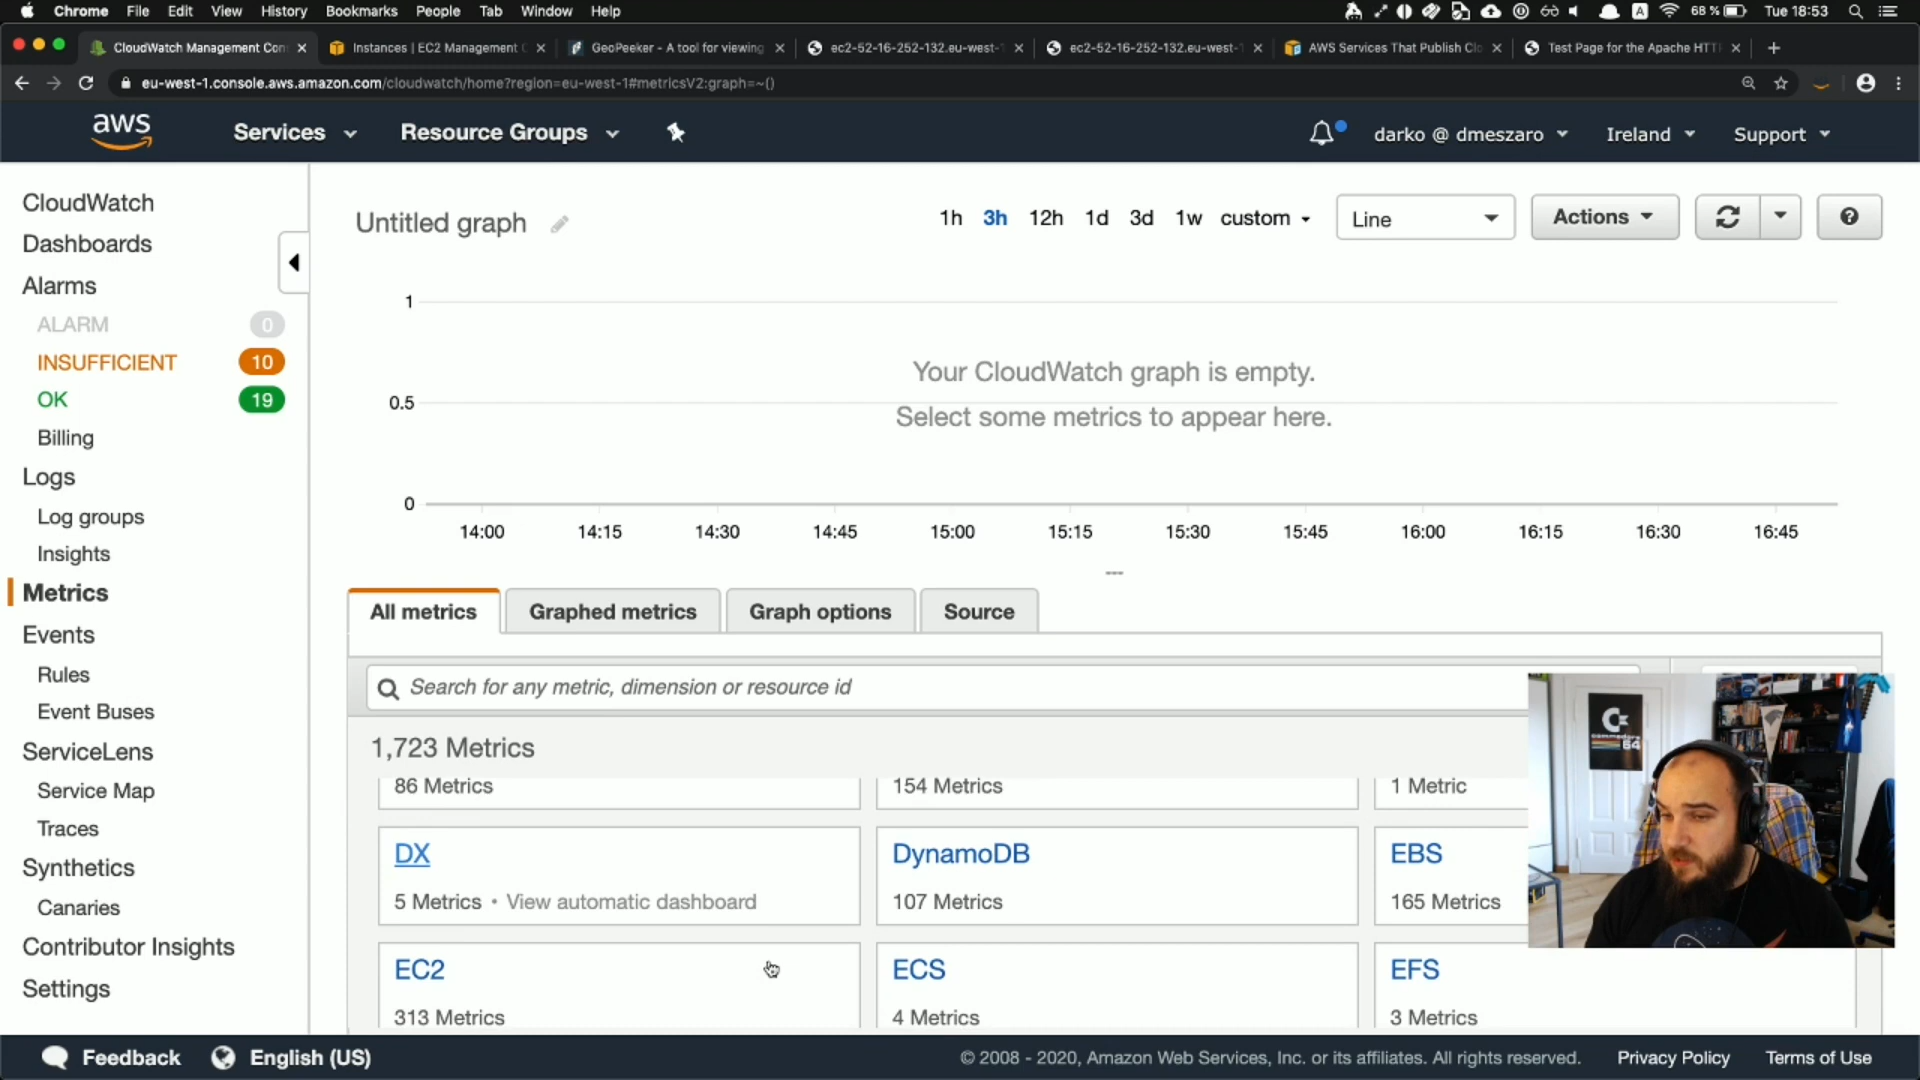 Chrome File Edit View History Bookmarks People Tab Window Help 68 % Tue 18:53
CloudWatch Management Con
Instances | EC2 Management C
GeoPeeker - A tool for viewing
ec2-52-16-252-132.eu-west-1
ec2-52-16-252-132.eu-west-1
AWS Services That Publish Clo
Test Page for the Apache HTT
eu-west-1.console.aws.amazon.com/cloudwatch/home?region=eu-west-1#metricsV2:graph=~()
aws Services Resource Groups darko @ dmeszaro Ireland Support
CloudWatch
Dashboards
Alarms
ALARM 0
INSUFFICIENT 10
OK 19
Billing
Logs
Log groups
Insights
Metrics
Events
Rules
Event Buses
ServiceLens
Service Map
Traces
Synthetics
Canaries
Contributor Insights
Settings
Untitled graph
1h 3h 12h 1d 3d 1w custom Line Actions
1
0.5
0
Your CloudWatch graph is empty.
Select some metrics to appear here.
14:00 14:15 14:30 14:45 15:00 15:15 15:30 15:45 16:00 16:15 16:30 16:45
All metrics Graphed metrics Graph options Source
Search for any metric, dimension or resource id
1,723 Metrics
86 Metrics 154 Metrics 1 Metric
DX DynamoDB EBS
5 Metrics • View automatic dashboard 107 Metrics 165 Metrics
EC2 ECS EFS
313 Metrics 4 Metrics 3 Metrics
commodore
64
Feedback English (US) © 2008 - 2020, Amazon Web Services, Inc. or its affiliates. All rights reserved. Privacy Policy Terms of Use